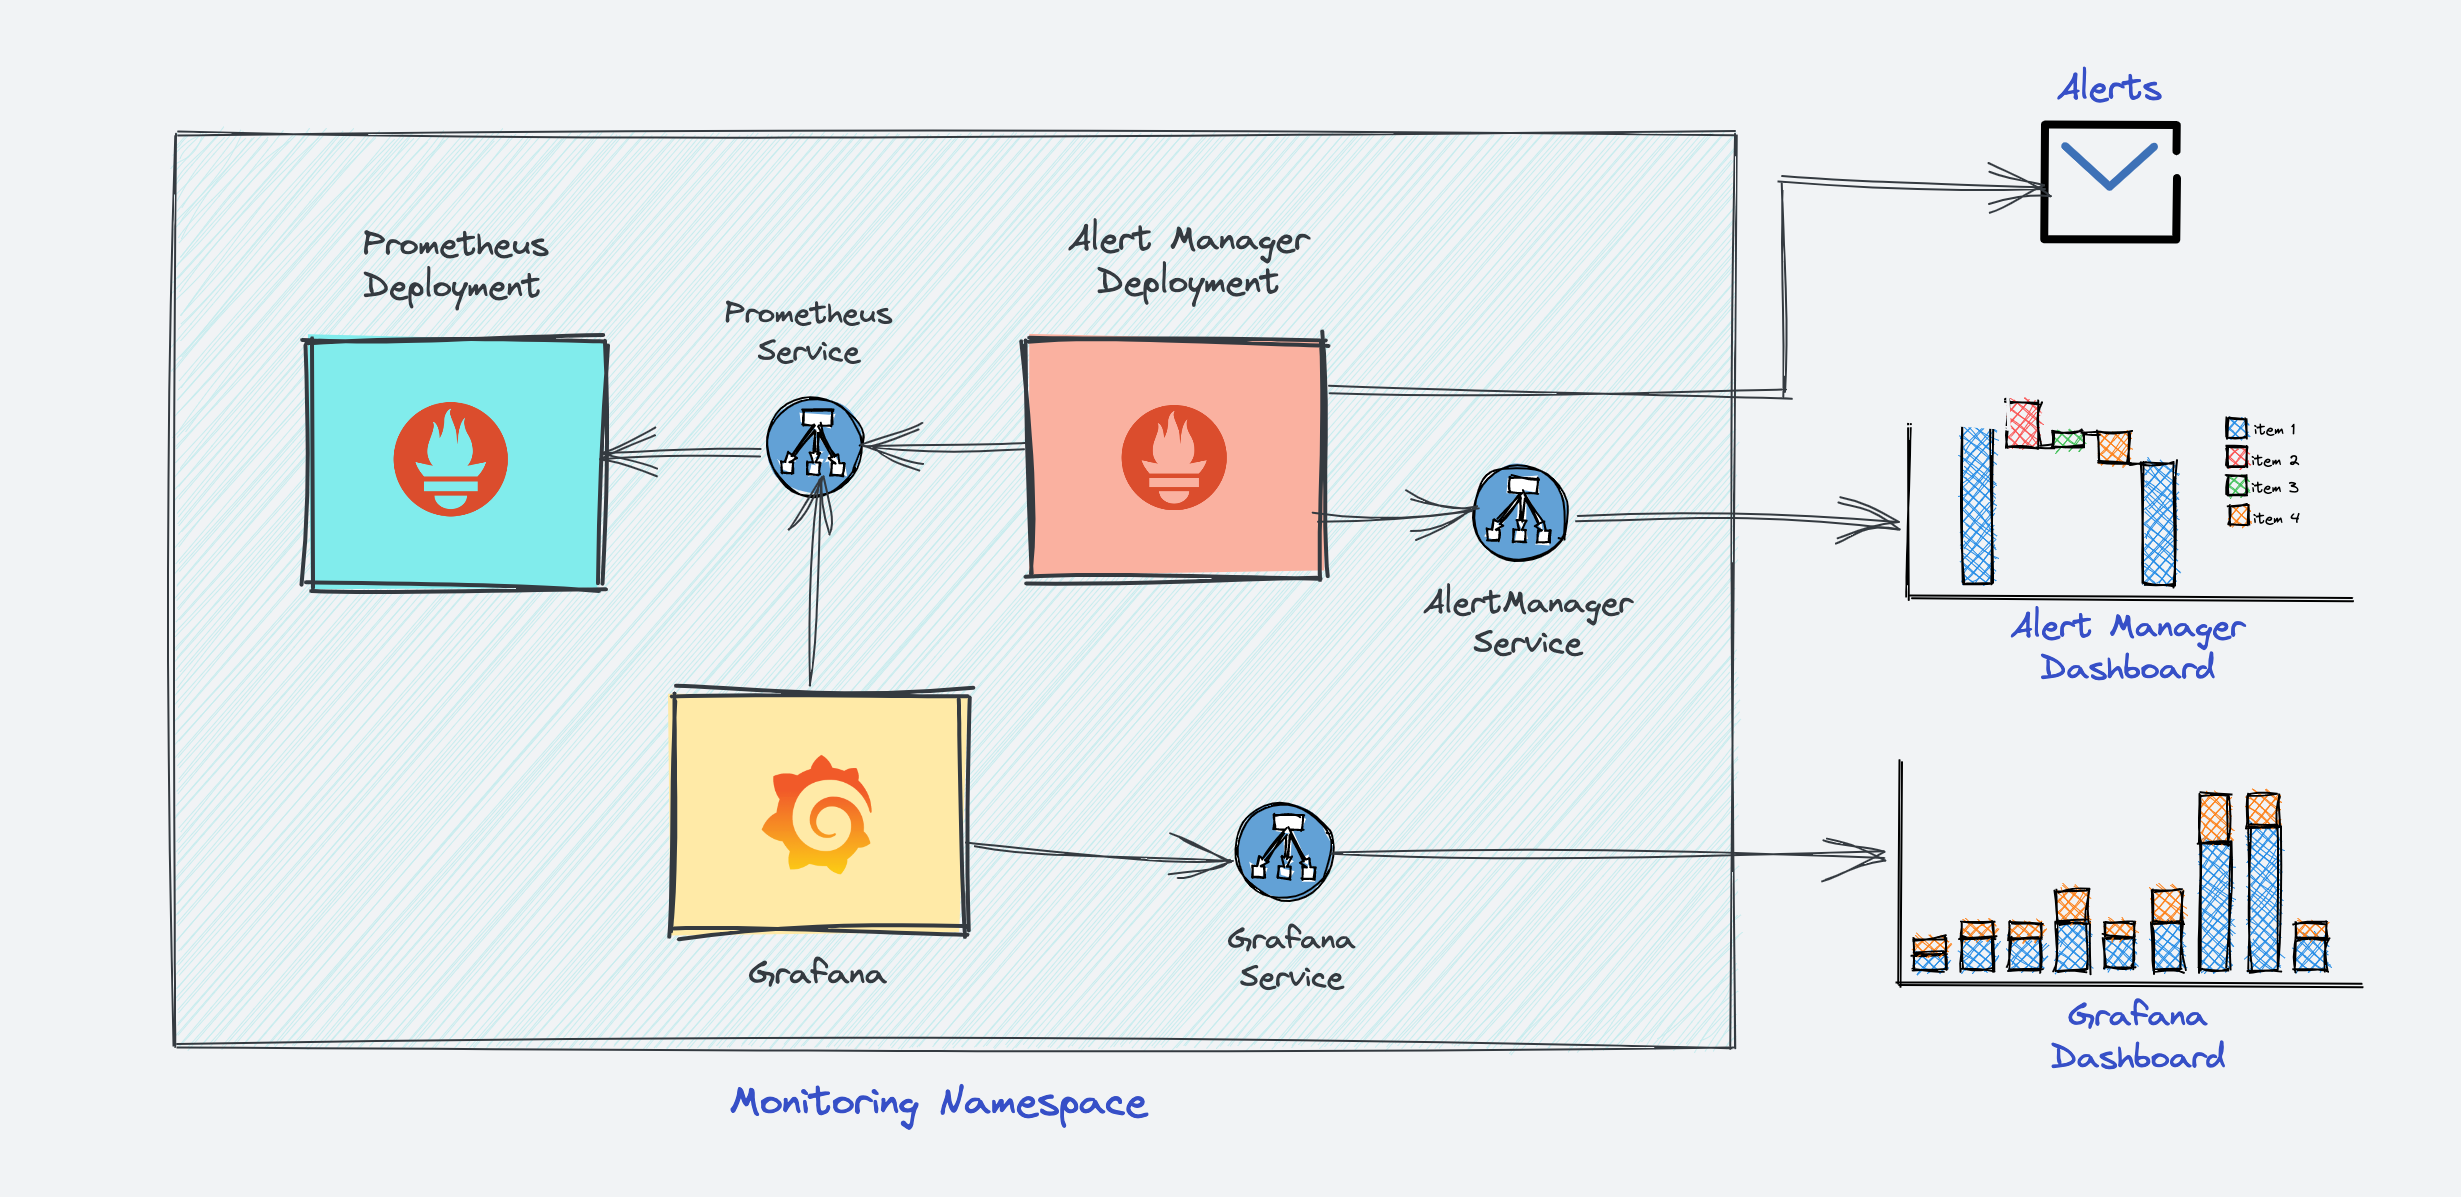 Alerts
Prometheus
Deployment
Alert Manager
Deployment
Prometheus
Service
item 1
item 2
item 3
item 4
AlertManager
Service
Alert Manager
Dashboard
Grafana
Grafana
Service
Grafana
Dashboard
Monitoring Namespace